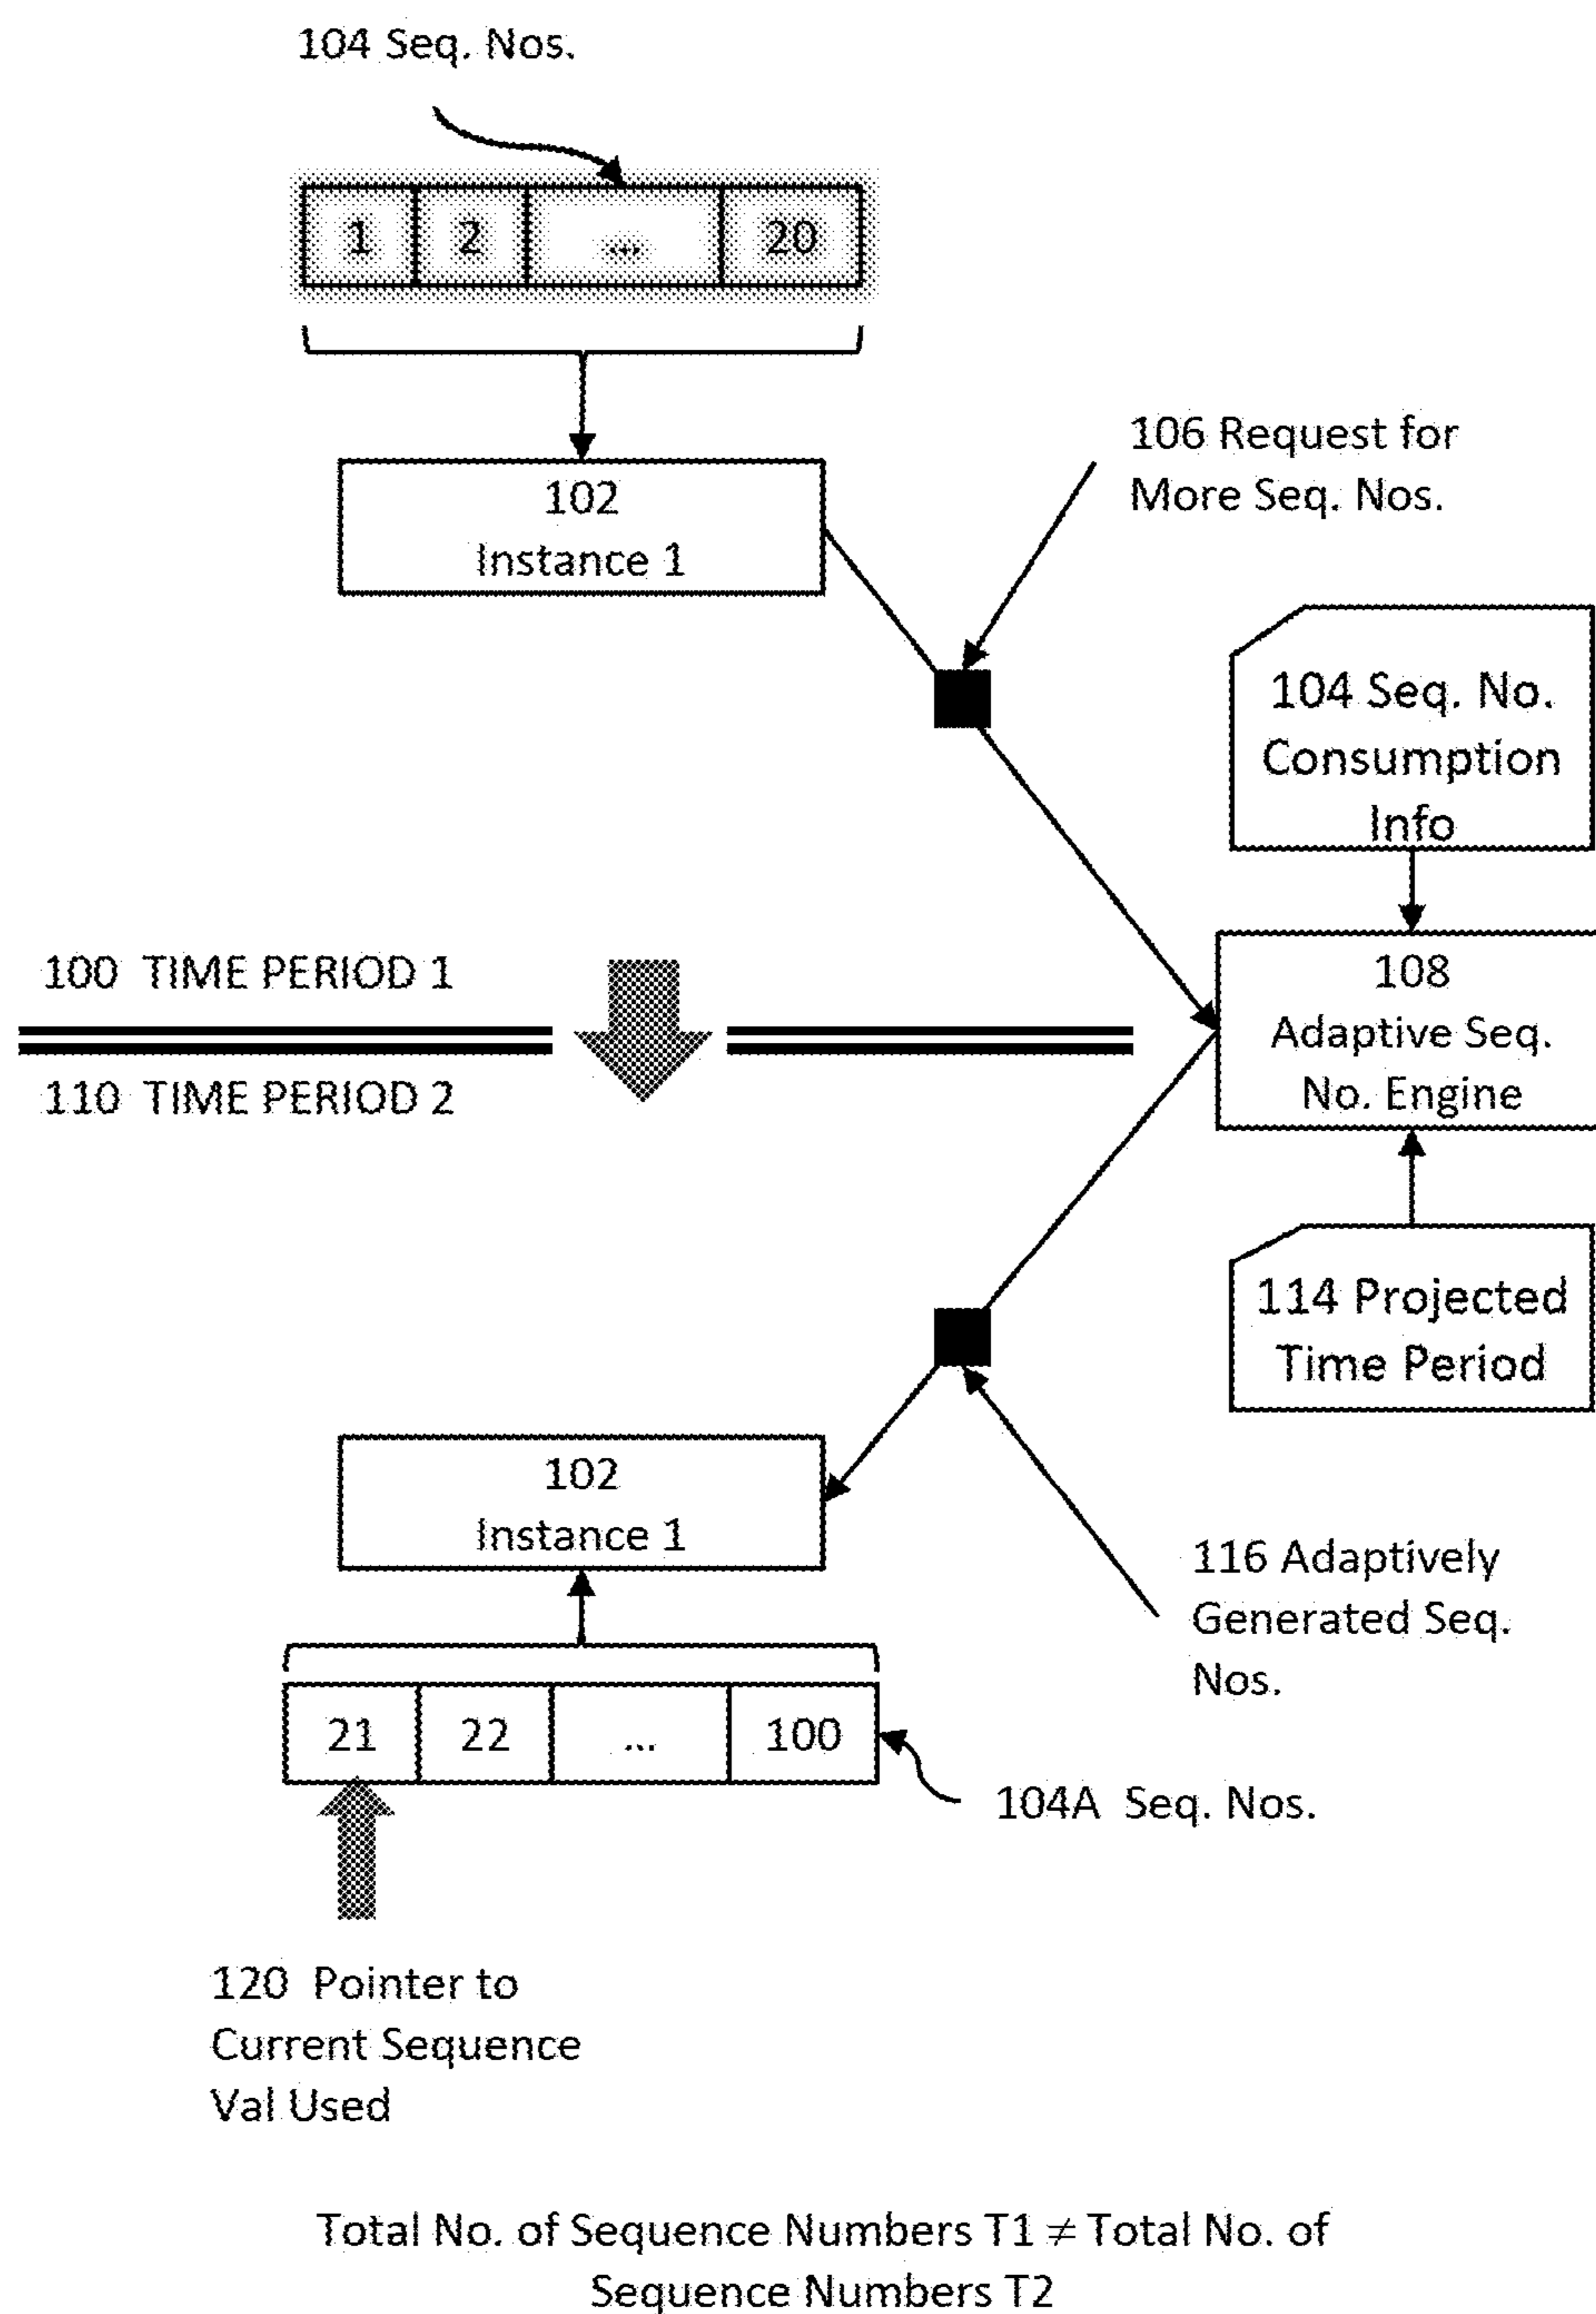 104 Seq. Nos.
1 2 ... 20
102
Instance 1
106 Request for
More Seq. Nos.
104 Seq. No.
Consumption
Info
100 TIME PERIOD 1
108
Adaptive Seq.
No. Engine
110 TIME PERIOD 2
114 Projected
Time Period
102
Instance 1
116 Adaptively
Generated Seq.
Nos.
21 22 ... 100
104A Seq. Nos.
120 Pointer to
Current Sequence
Val Used
Total No. of Sequence Numbers T1 ≠ Total No. of
Sequence Numbers T2